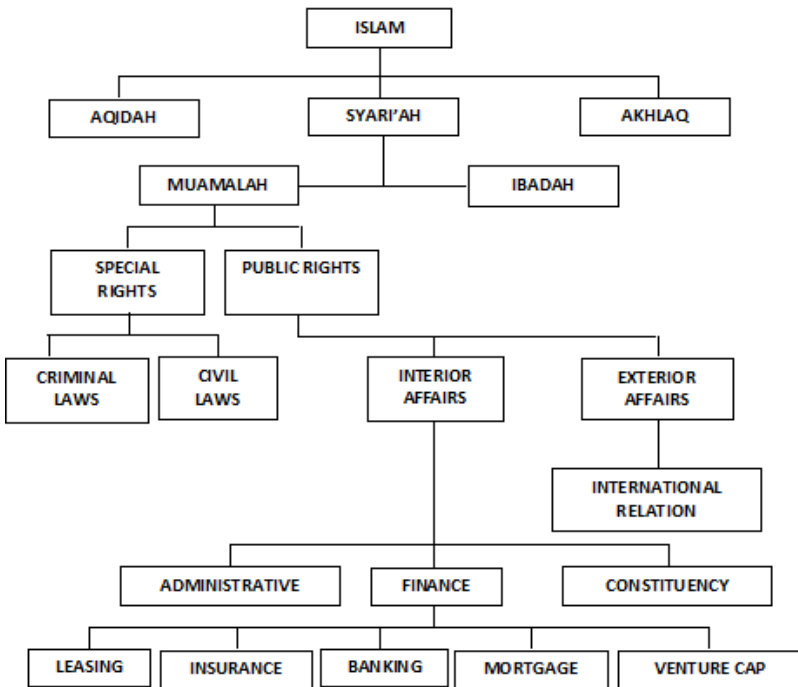 ISLAM
AQIDAH
SYARI'AH
AKHLAQ
MUAMALAH
IBADAH
SPECIAL
RIGHTS
PUBLIC RIGHTS
CRIMINAL
LAWS
CIVIL
LAWS
INTERIOR
AFFAIRS
EXTERIOR
AFFAIRS
INTERNATIONAL
RELATION
ADMINISTRATIVE
FINANCE
CONSTITUENCY
LEASING
INSURANCE
BANKING
MORTGAGE
VENTURE CAP